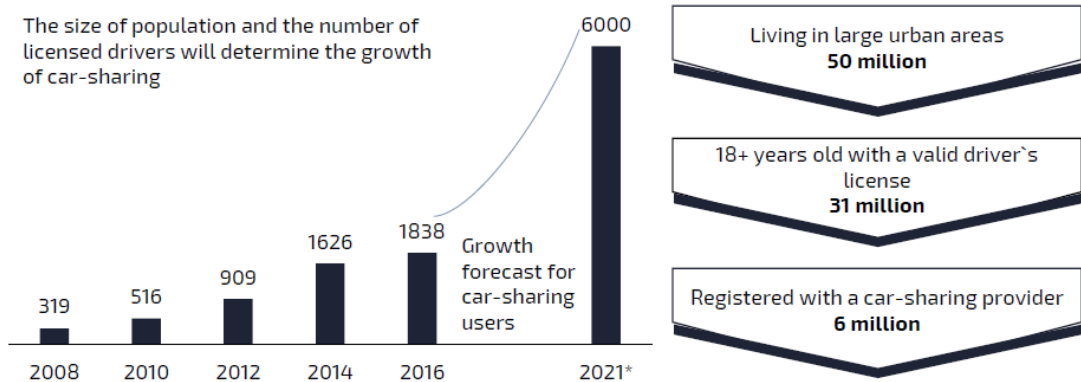 The size of population and the number of
licensed drivers will determine the growth
of car-sharing
319
516
909
1626
1838
6000
Growth
forecast for
car-sharing
users
2008
2010
2012
2014
2016
2021*
Living in large urban areas
50 million
18+ years old with a valid driver`s
license
31 million
Registered with a car-sharing provider
6 million